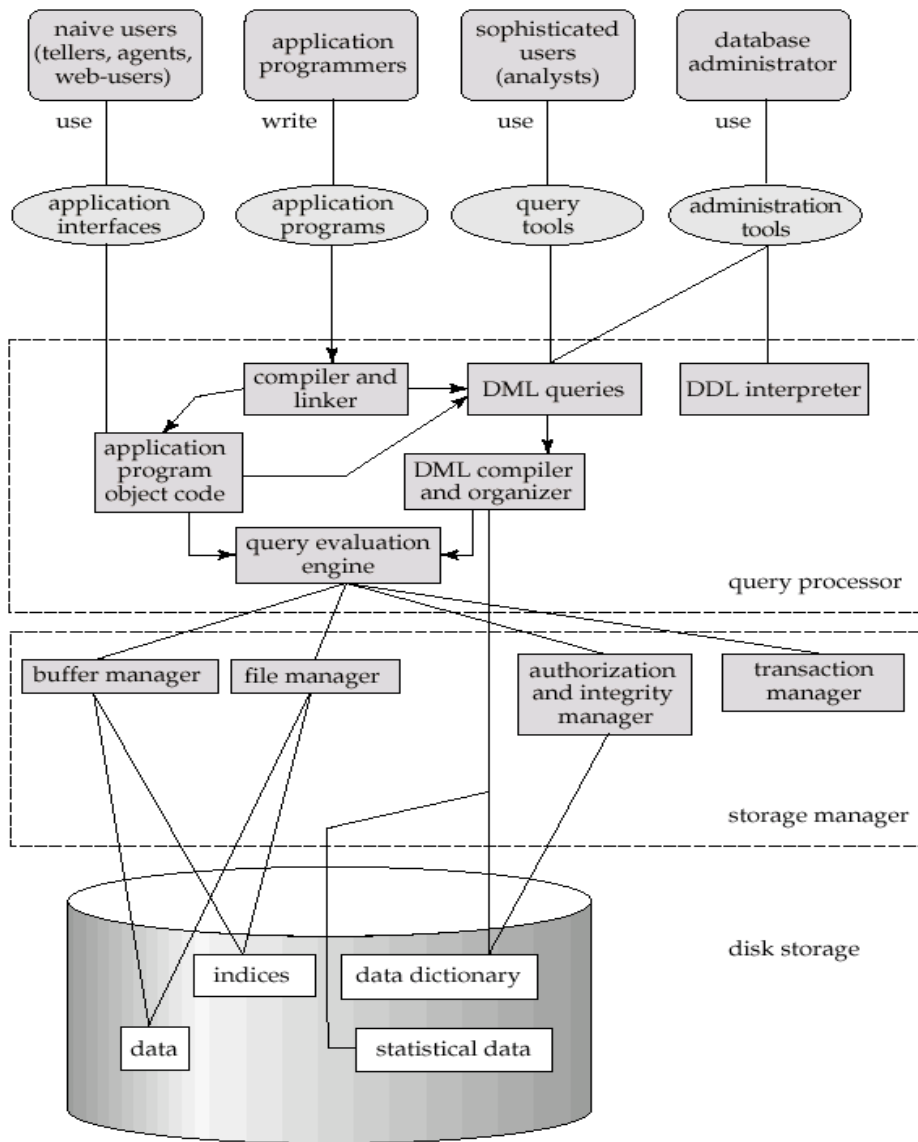 naive users
(tellers, agents,
web-users)
application
programmers
sophisticated
users
(analysts)
database
administrator
use
write
use
use
application
interfaces
application
programs
query
tools
administration
tools
compiler and
linker
DML queries
DDL interpreter
application
program
object code
DML compiler
and organizer
query evaluation
engine
query processor
buffer manager
file manager
authorization
and integrity
manager
transaction
manager
storage manager
disk storage
indices
data dictionary
data
statistical data